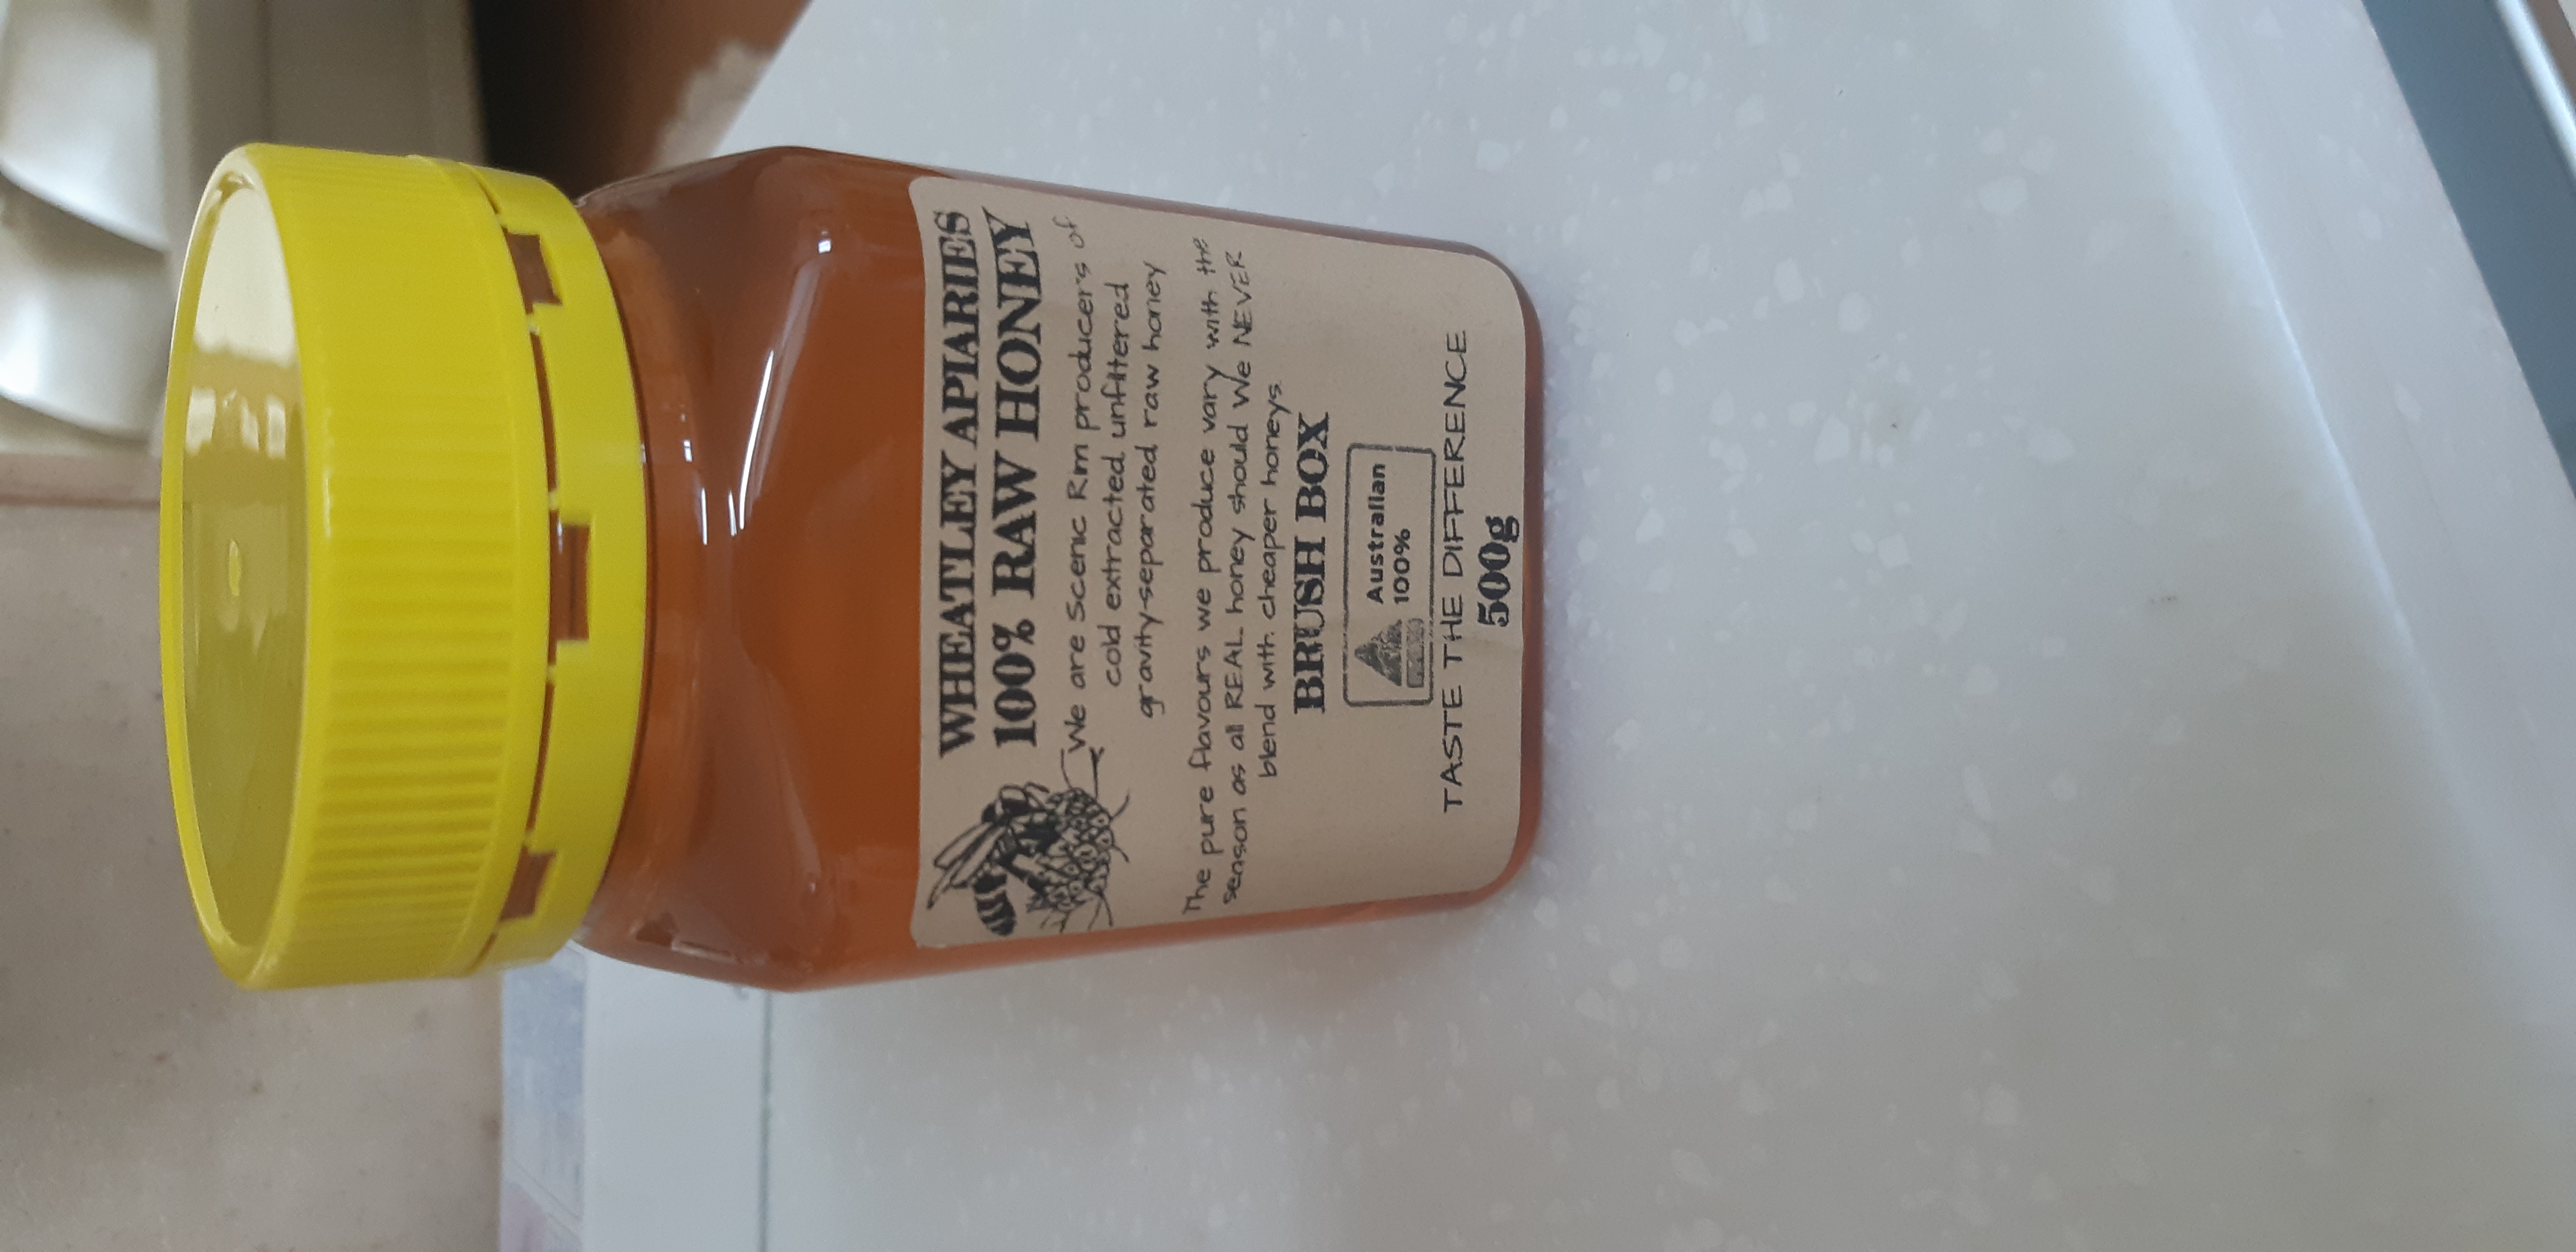 WHEATLEY APIARIES
100% RAW HONEY
We are Scenic Rim producers of
cold extracted unfiltered
gravity-separated raw honey
The pure flavours we produce vary with the
season as all REAL honey should We NEVER
blend with cheaper honeys.
BRUSH BOX
Australian
100%
TASTE THE DIFFERENCE
500g